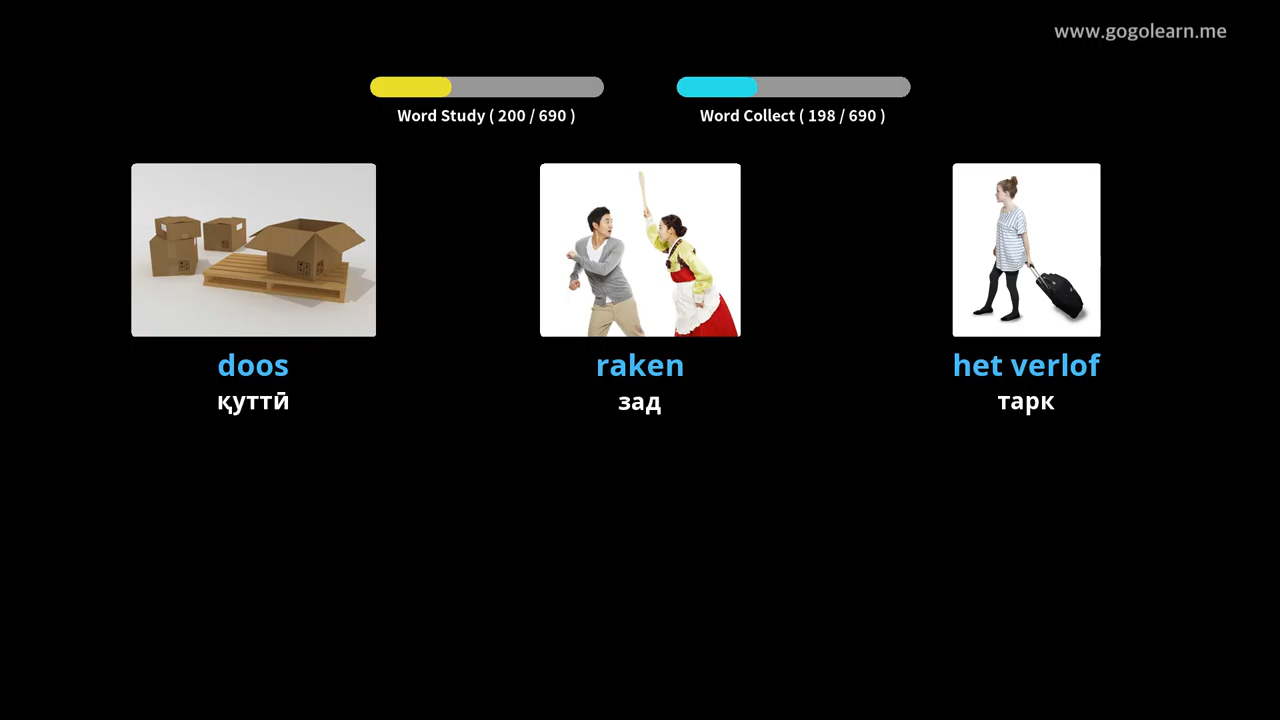 www.gogolearn.me
Word Study ( 200 / 690 )
Word Collect ( 198 / 690 )
doos
raken
het verlof
қуттӣ
зад
тарк